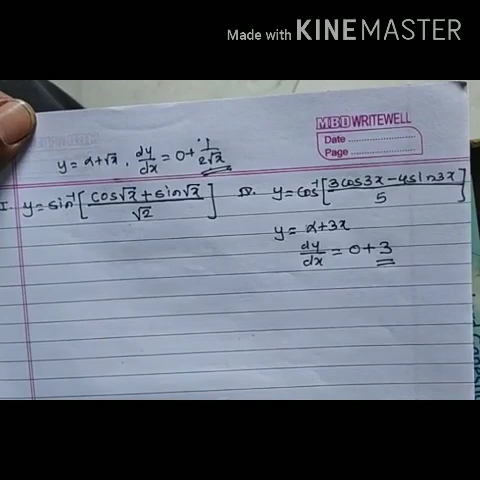 Made with KINEMASTER
MBD WRITEWELL
Date
Page
y = α+√x, dy/dx = 0+ 1/2√x
I. y = sin⁻¹[cos√x + sin√x / √2]
IV. y = cos⁻¹[3cos3x - 4sin3x / 5]
y = α+3x
dy/dx = 0+3